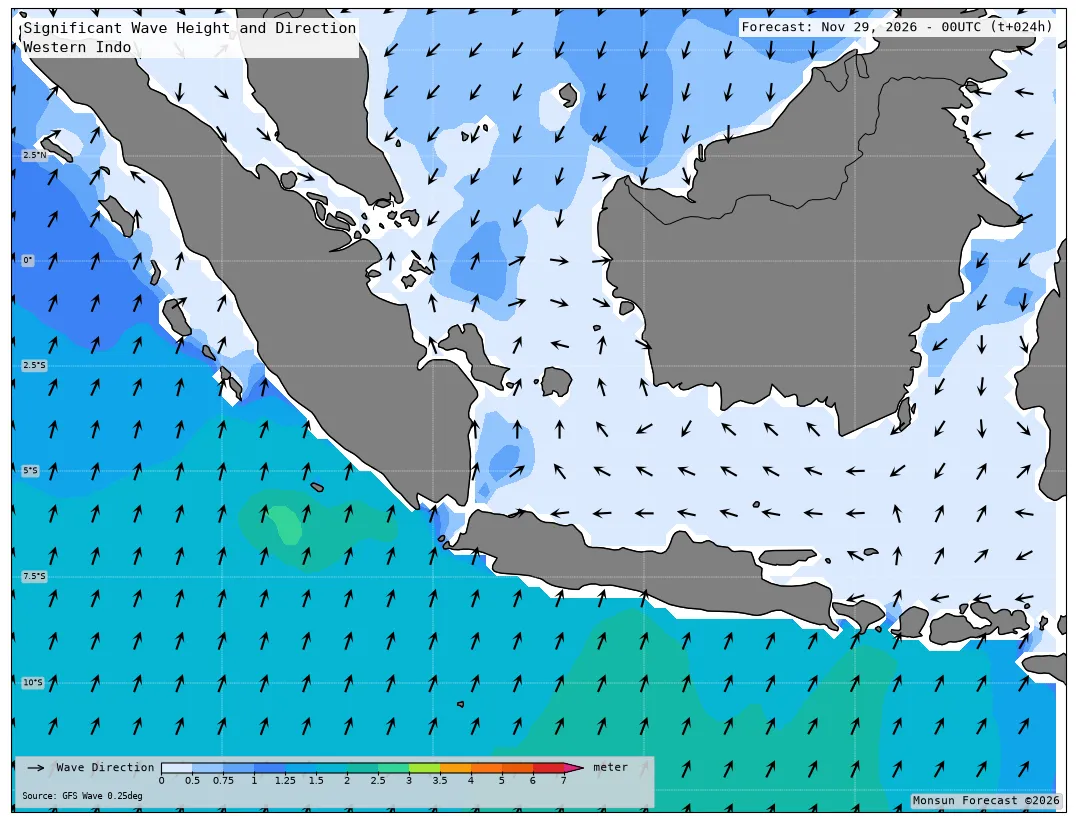 Significant Wave Height and Direction
Western Indo
Forecast: Nov 29, 2026 - 00UTC (t+024h)
2.5°N
0°
2.5°S
5°S
7.5°S
10°S
Wave Direction
0 0.5 0.75 1 1.25 1.5 2 2.5 3 3.5 4 5 6 7
meter
Source: GFS Wave 0.25deg
Monsun Forecast ©2026